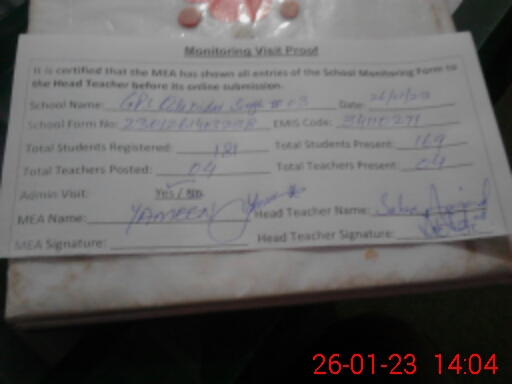 Monitoring Visit Proof
It is certified that the MEA has shown all entries of the School Monitoring Form to
the Head Teacher before its online submission.
School Name: GPS Date:
School Form No: EMIS Code:
Total Students Registered: 181 Total Students Present: 169
Total Teachers Posted: 04 Total Teachers Present: 04
Admin Visit: Yes / No
MEA Name: YAMEEN Head Teacher Name:
MEA Signature: Head Teacher Signature:
26-01-23 14:04